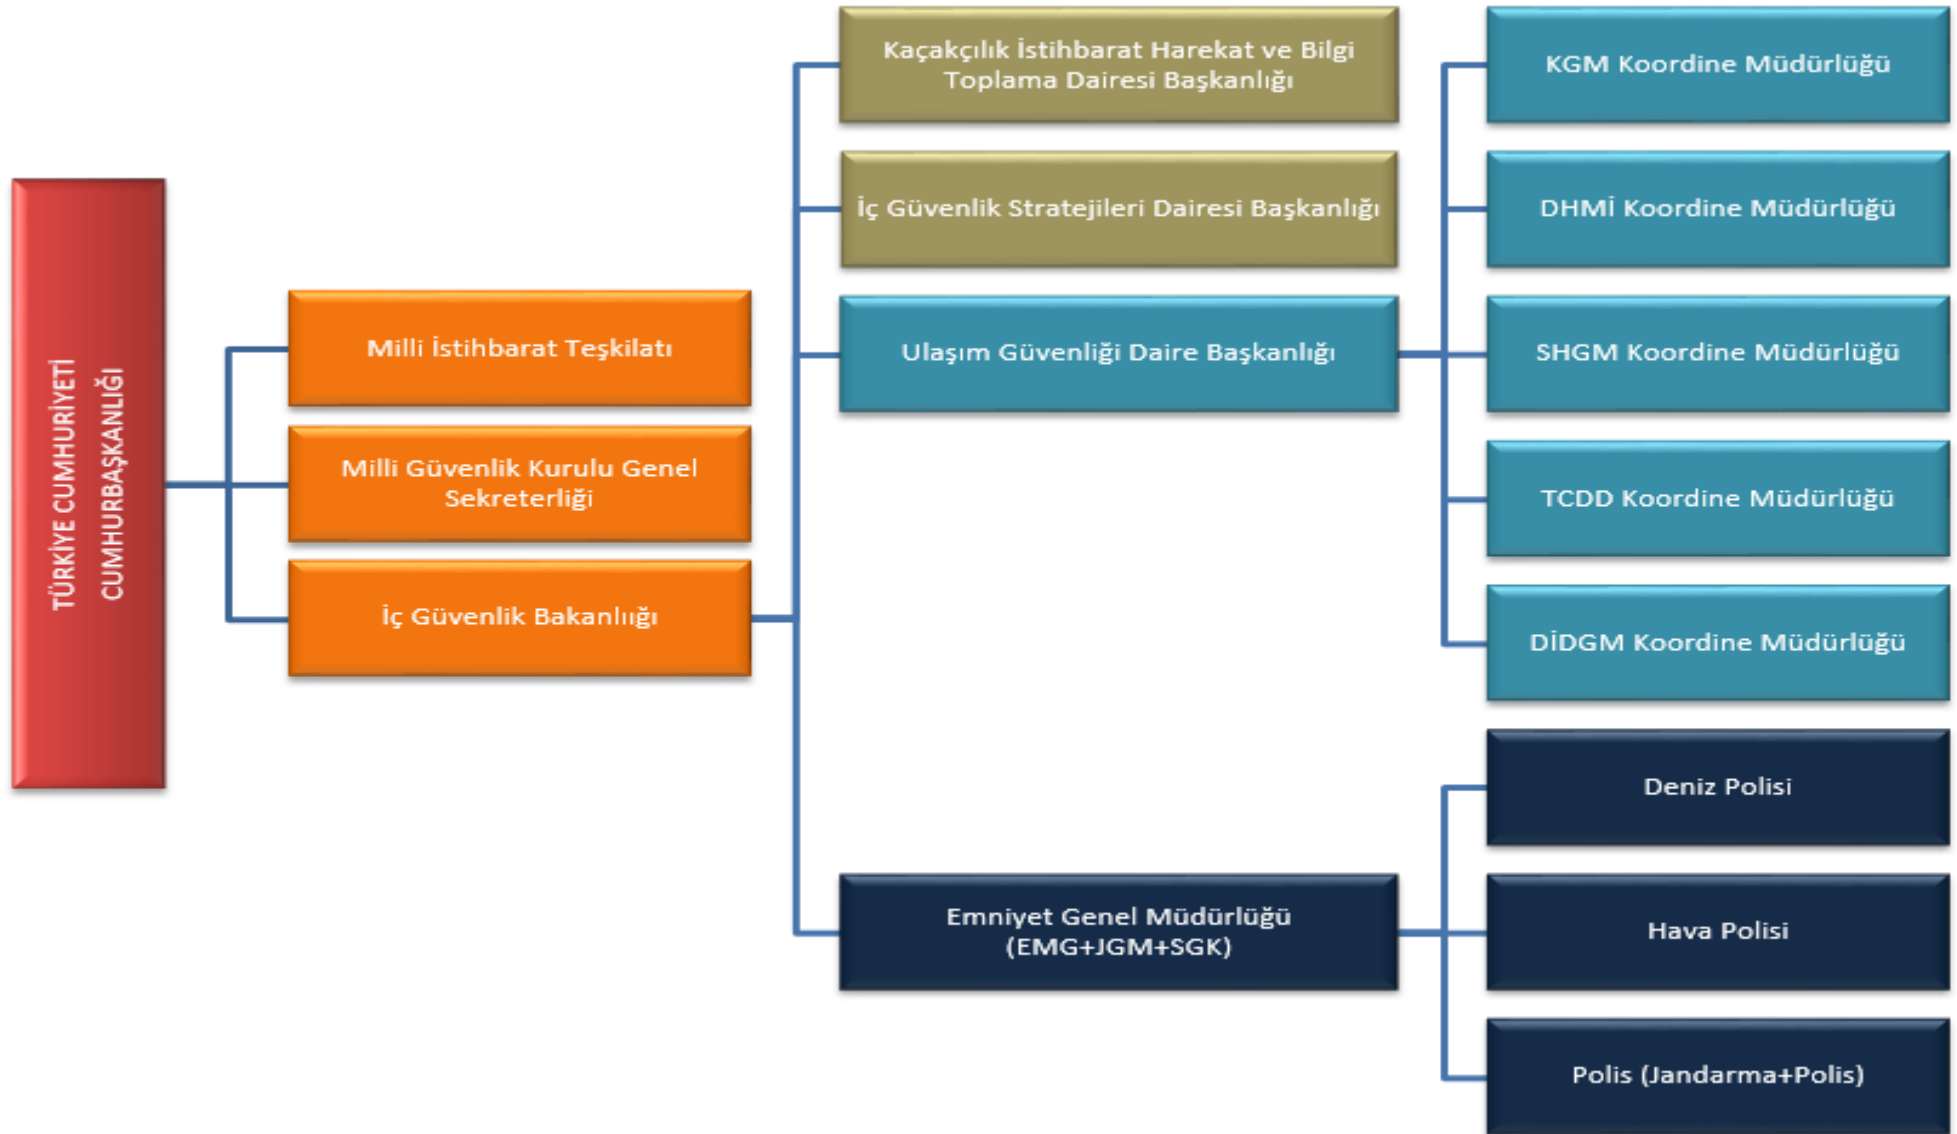 TÜRKİYE CUMHURİYETİ
CUMHURBAŞKANLIĞI
Milli İstihbarat Teşkilatı
Milli Güvenlik Kurulu Genel
Sekreterliği
İç Güvenlik Bakanlıığı
Kaçakçılık İstihbarat Harekat ve Bilgi
Toplama Dairesi Başkanlığı
İç Güvenlik Stratejileri Dairesi Başkanlığı
Ulaşım Güvenliği Daire Başkanlığı
KGM Koordine Müdürlüğü
DHMİ Koordine Müdürlüğü
SHGM Koordine Müdürlüğü
TCDD Koordine Müdürlüğü
DİDGM Koordine Müdürlüğü
Emniyet Genel Müdürlüğü
(EMG+JGM+SGK)
Deniz Polisi
Hava Polisi
Polis (Jandarma+Polis)